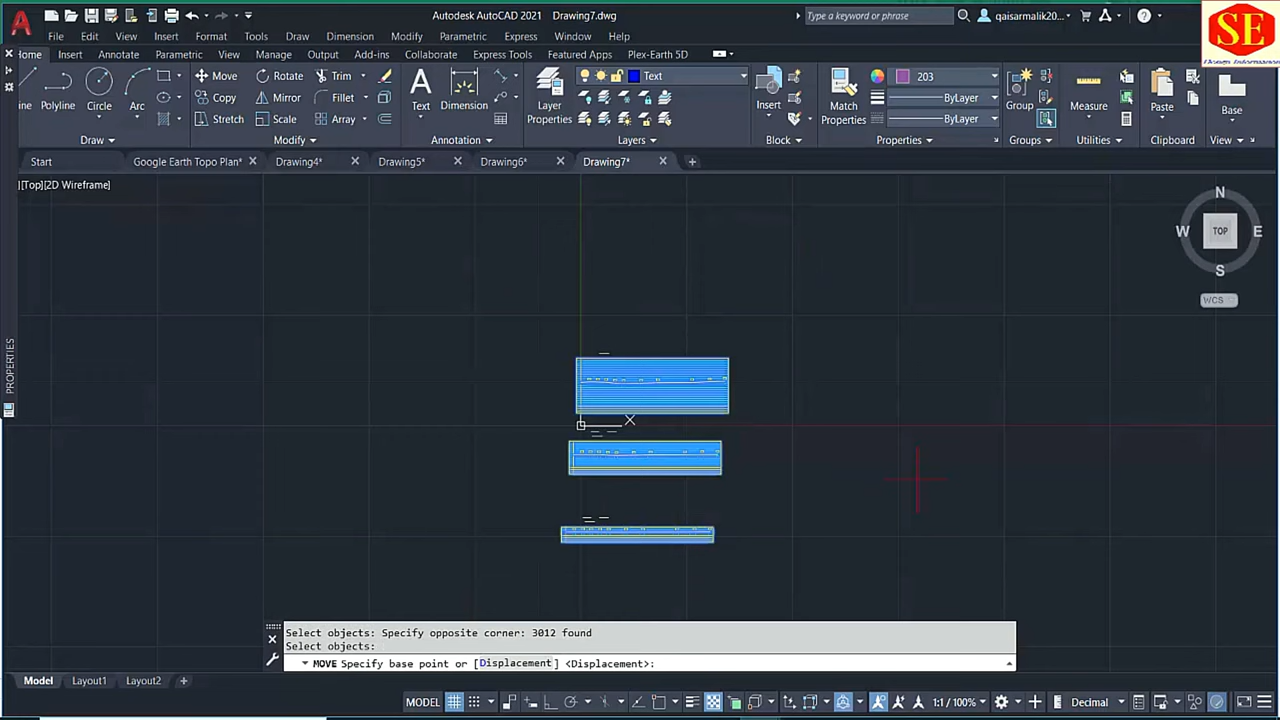 Autodesk AutoCAD 2021 Drawing7.dwg
Type a keyword or phrase
qaisarmalik20...
SE
File Edit View Insert Format Tools Draw Dimension Modify Parametric Express Window Help
Home Insert Annotate Parametric View Manage Output Add-ins Collaborate Express Tools Featured Apps Plex-Earth 5D
Move Rotate Trim Text
203
Copy Mirror Fillet
ByLayer
Polyline Circle Arc Text Dimension Layer Insert Match Group Measure Paste Base
Properties Properties
Stretch Scale Array
ByLayer
Draw Modify Annotation Layers Block Properties Groups Utilities Clipboard View
Start Google Earth Topo Plan* Drawing4* Drawing5* Drawing6* Drawing7*
][Top][2D Wireframe]
N
W TOP E
S
WCS
PROPERTIES
X
Select objects: Specify opposite corner: 3012 found
Select objects:
MOVE Specify base point or [Displacement] <Displacement>:
Model Layout1 Layout2
MODEL 1:1 / 100% Decimal